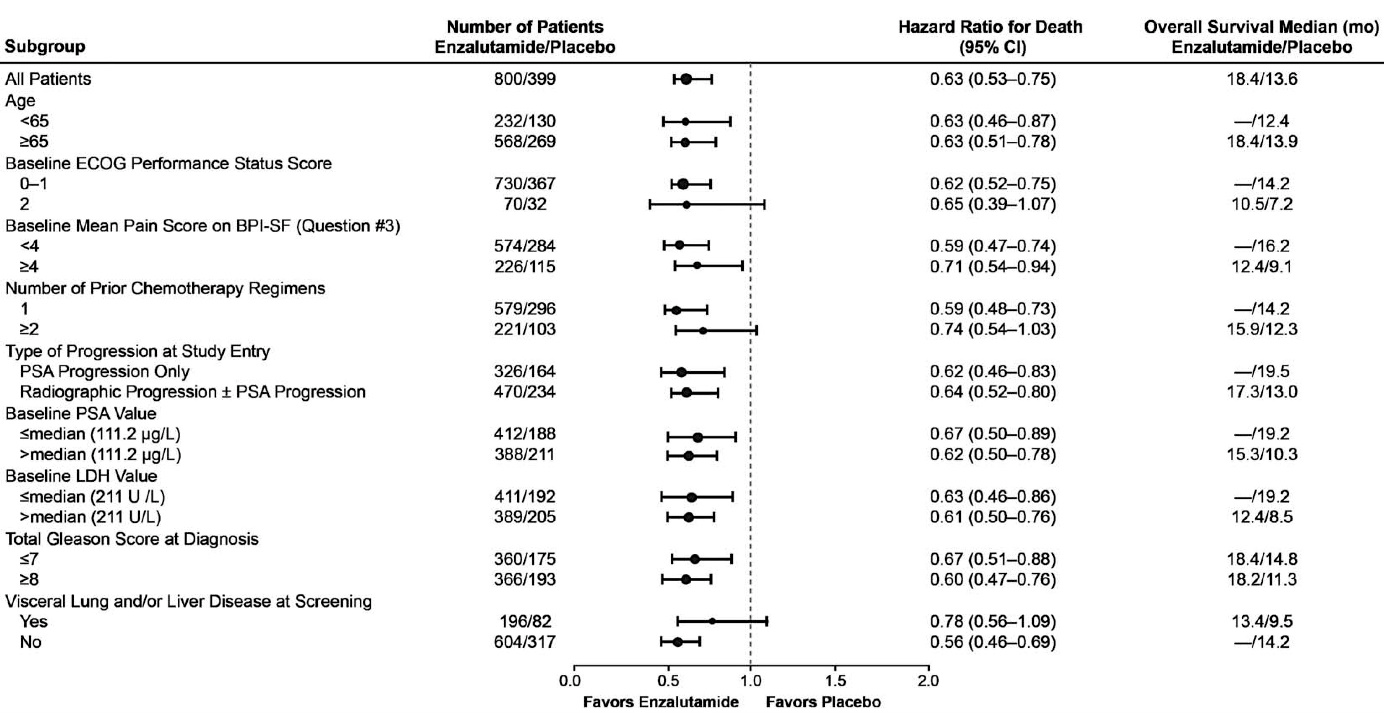 Number of Patients Hazard Ratio for Death Overall Survival Median (mo)
Subgroup Enzalutamide/Placebo (95% CI) Enzalutamide/Placebo
All Patients 800/399 0.63 (0.53–0.75) 18.4/13.6
Age
<65 232/130 0.63 (0.46–0.87) —/12.4
≥65 568/269 0.63 (0.51–0.78) 18.4/13.9
Baseline ECOG Performance Status Score
0–1 730/367 0.62 (0.52–0.75) —/14.2
2 70/32 0.65 (0.39–1.07) 10.5/7.2
Baseline Mean Pain Score on BPI-SF (Question #3)
<4 574/284 0.59 (0.47–0.74) —/16.2
≥4 226/115 0.71 (0.54–0.94) 12.4/9.1
Number of Prior Chemotherapy Regimens
1 579/296 0.59 (0.48–0.73) —/14.2
≥2 221/103 0.74 (0.54–1.03) 15.9/12.3
Type of Progression at Study Entry
PSA Progression Only 326/164 0.62 (0.46–0.83) —/19.5
Radiographic Progression ± PSA Progression 470/234 0.64 (0.52–0.80) 17.3/13.0
Baseline PSA Value
≤median (111.2 µg/L) 412/188 0.67 (0.50–0.89) —/19.2
>median (111.2 µg/L) 388/211 0.62 (0.50–0.78) 15.3/10.3
Baseline LDH Value
≤median (211 U /L) 411/192 0.63 (0.46–0.86) —/19.2
>median (211 U/L) 389/205 0.61 (0.50–0.76) 12.4/8.5
Total Gleason Score at Diagnosis
≤7 360/175 0.67 (0.51–0.88) 18.4/14.8
≥8 366/193 0.60 (0.47–0.76) 18.2/11.3
Visceral Lung and/or Liver Disease at Screening
Yes 196/82 0.78 (0.56–1.09) 13.4/9.5
No 604/317 0.56 (0.46–0.69) —/14.2
0.0 0.5 1.0 1.5 2.0
Favors Enzalutamide Favors Placebo